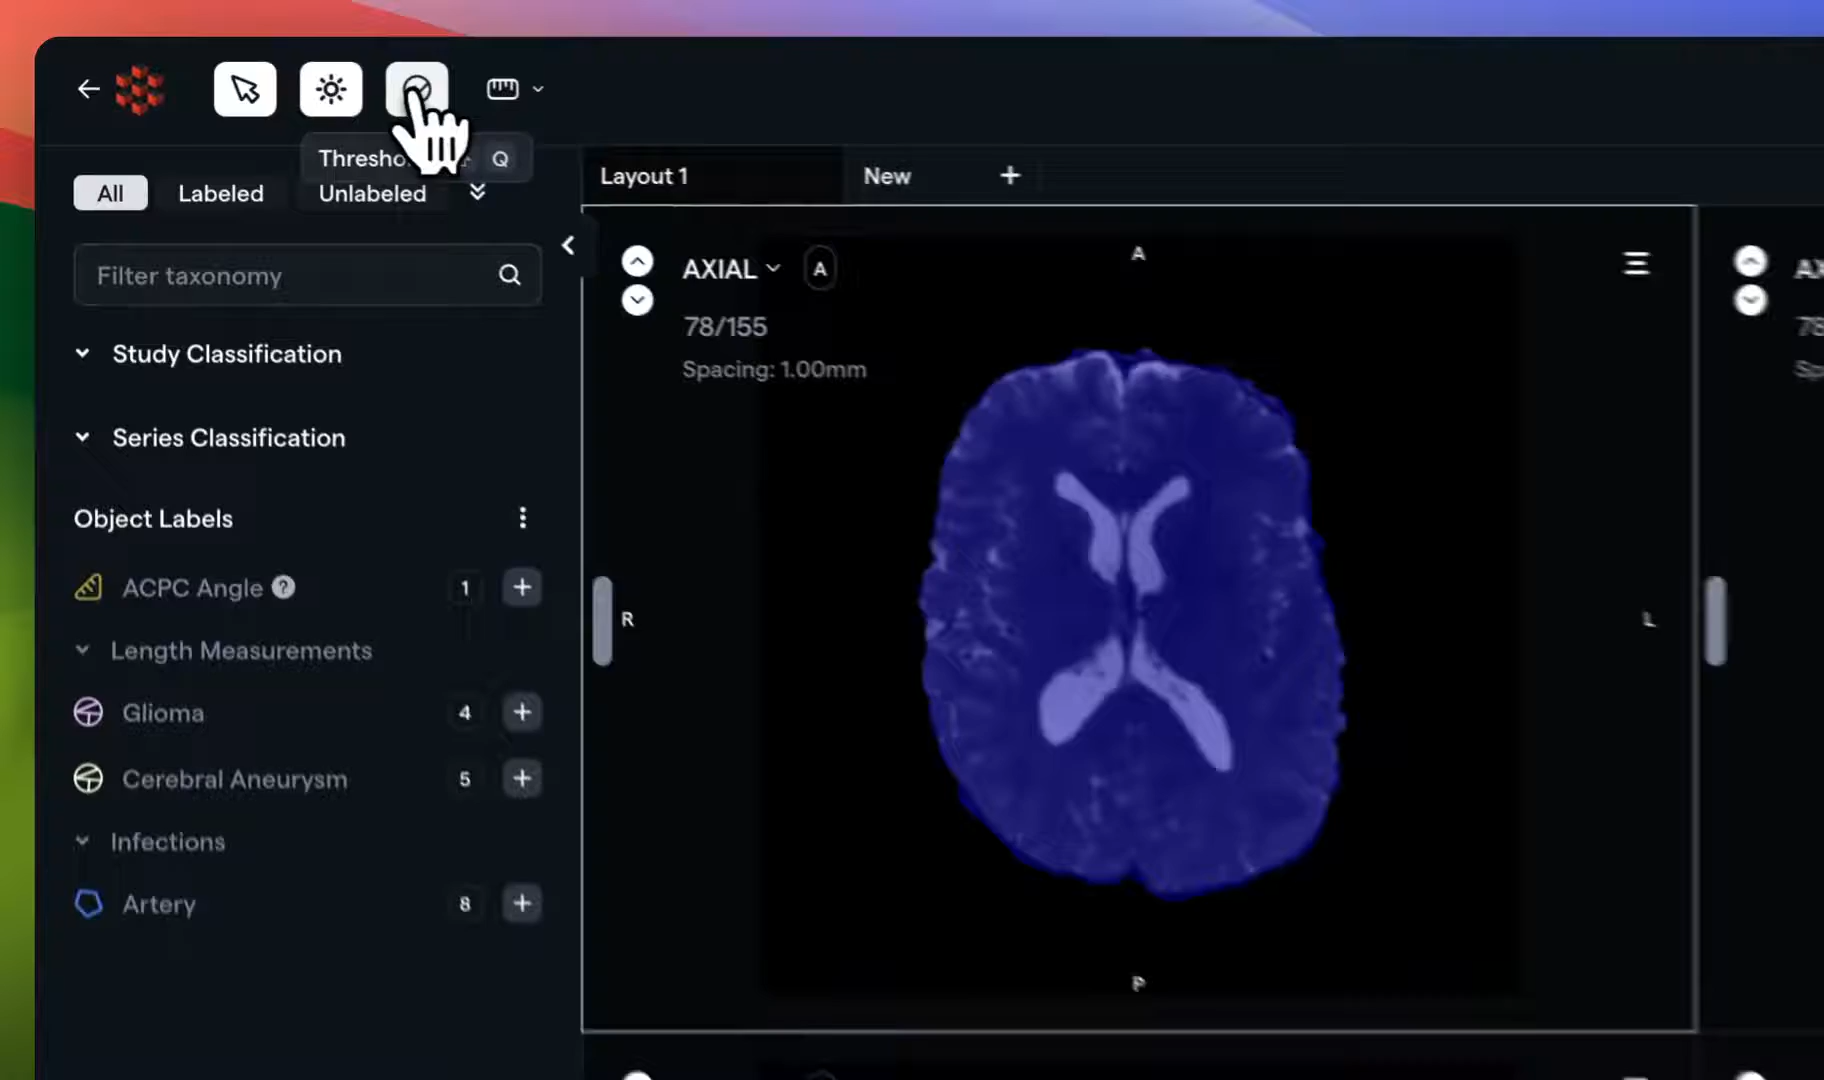 Q
All Labeled Unlabeled
Filter taxonomy
Study Classification
Series Classification
Object Labels
ACPC Angle ? 1
Length Measurements
Glioma 4
Cerebral Aneurysm 5
Infections
Artery 8
Layout 1 New
AXIAL A
78/155
Spacing: 1.00mm
A
R
L
P